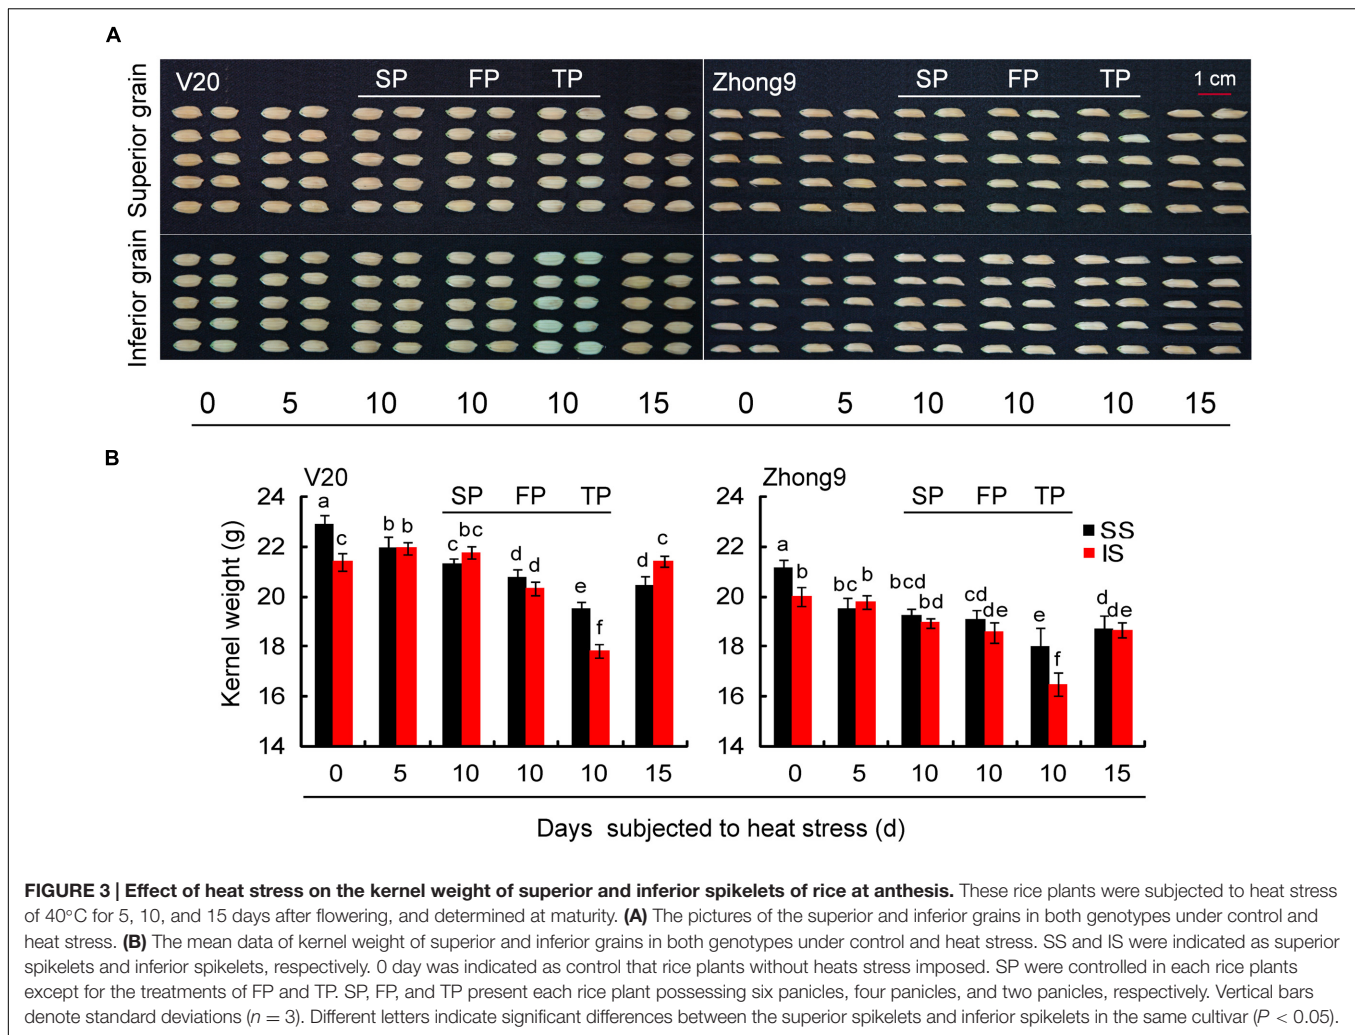 A
V20 SP FP TP Zhong9 SP FP TP 1 cm
Superior grain
Inferior grain
0 5 10 10 10 15 0 5 10 10 10 15
B
V20 Zhong9
SP FP TP SP FP TP
Kernel weight (g)
24 22 20 18 16 14
a c b b c bc d d e f d c
24 22 20 18 16 14
a b bc b bcd bd cd de e f d de
SS
IS
0 5 10 10 10 15 0 5 10 10 10 15
Days subjected to heat stress (d)
FIGURE 3 | Effect of heat stress on the kernel weight of superior and inferior spikelets of rice at anthesis. These rice plants were subjected to heat stress
of 40°C for 5, 10, and 15 days after flowering, and determined at maturity. (A) The pictures of the superior and inferior grains in both genotypes under control and
heat stress. (B) The mean data of kernel weight of superior and inferior grains in both genotypes under control and heat stress. SS and IS were indicated as superior
spikelets and inferior spikelets, respectively. 0 day was indicated as control that rice plants without heats stress imposed. SP were controlled in each rice plants
except for the treatments of FP and TP. SP, FP, and TP present each rice plant possessing six panicles, four panicles, and two panicles, respectively. Vertical bars
denote standard deviations (n = 3). Different letters indicate significant differences between the superior spikelets and inferior spikelets in the same cultivar (P < 0.05).